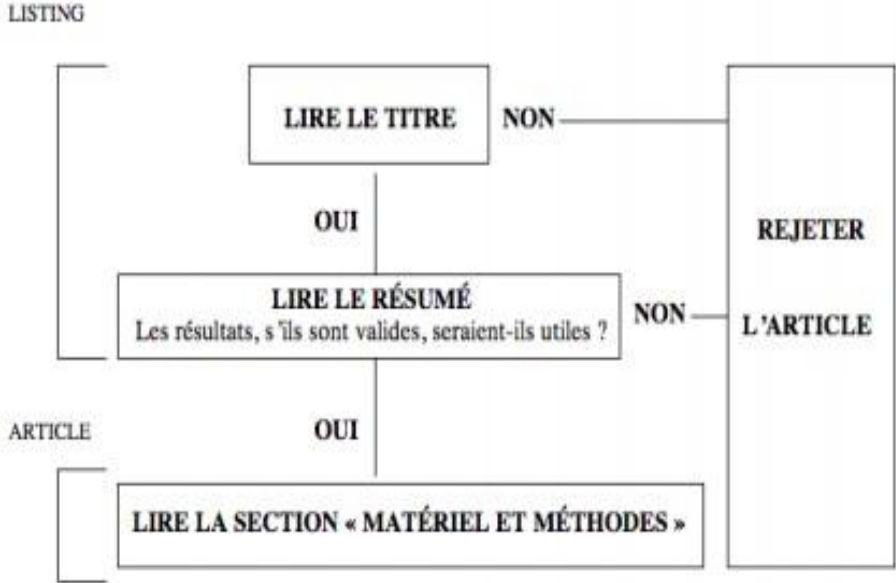 LISTING
LIRE LE TITRE
NON
OUI
REJETER
L'ARTICLE
LIRE LE RÉSUMÉ
Les résultats, s'ils sont valides, seraient-ils utiles ?
NON
ARTICLE
OUI
LIRE LA SECTION « MATÉRIEL ET MÉTHODES »